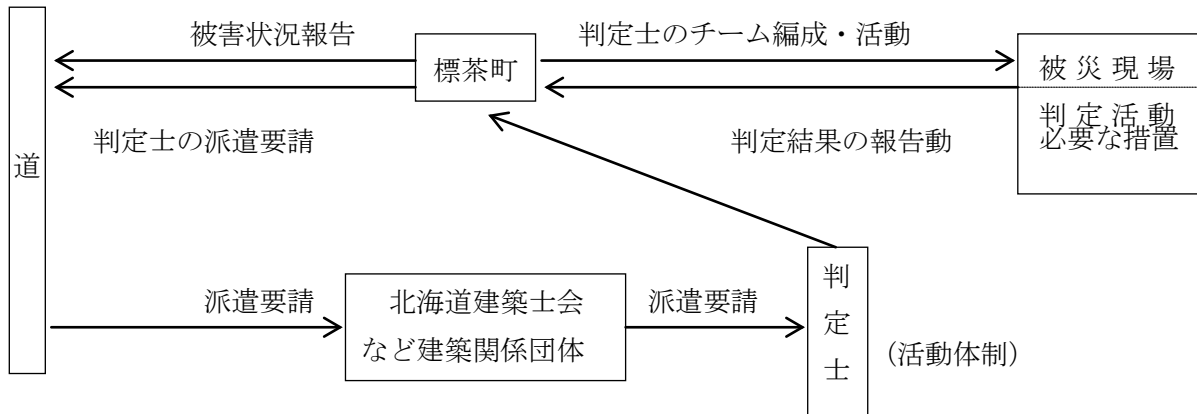 被害状況報告
判定士のチーム編成・活動
標茶町
被災現場
判定活動
必要な措置
判定士の派遣要請
判定結果の報告動
道
派遣要請
北海道建築士会
など建築関係団体
派遣要請
判定士
(活動体制)